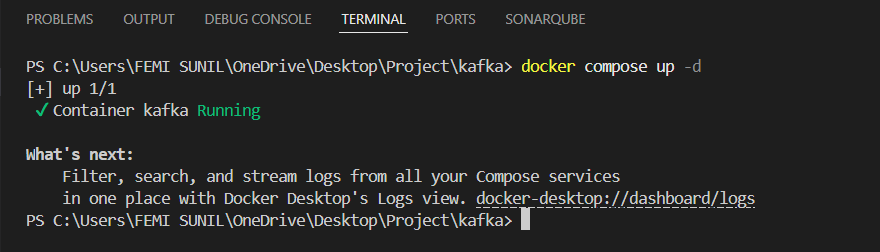 PROBLEMS OUTPUT DEBUG CONSOLE TERMINAL PORTS SONARQUBE
PS C:\Users\FEMI SUNIL\OneDrive\Desktop\Project\kafka> docker compose up -d
[+] up 1/1
✔ Container kafka Running
What's next:
Filter, search, and stream logs from all your Compose services
in one place with Docker Desktop's Logs view. docker-desktop://dashboard/logs
PS C:\Users\FEMI SUNIL\OneDrive\Desktop\Project\kafka>